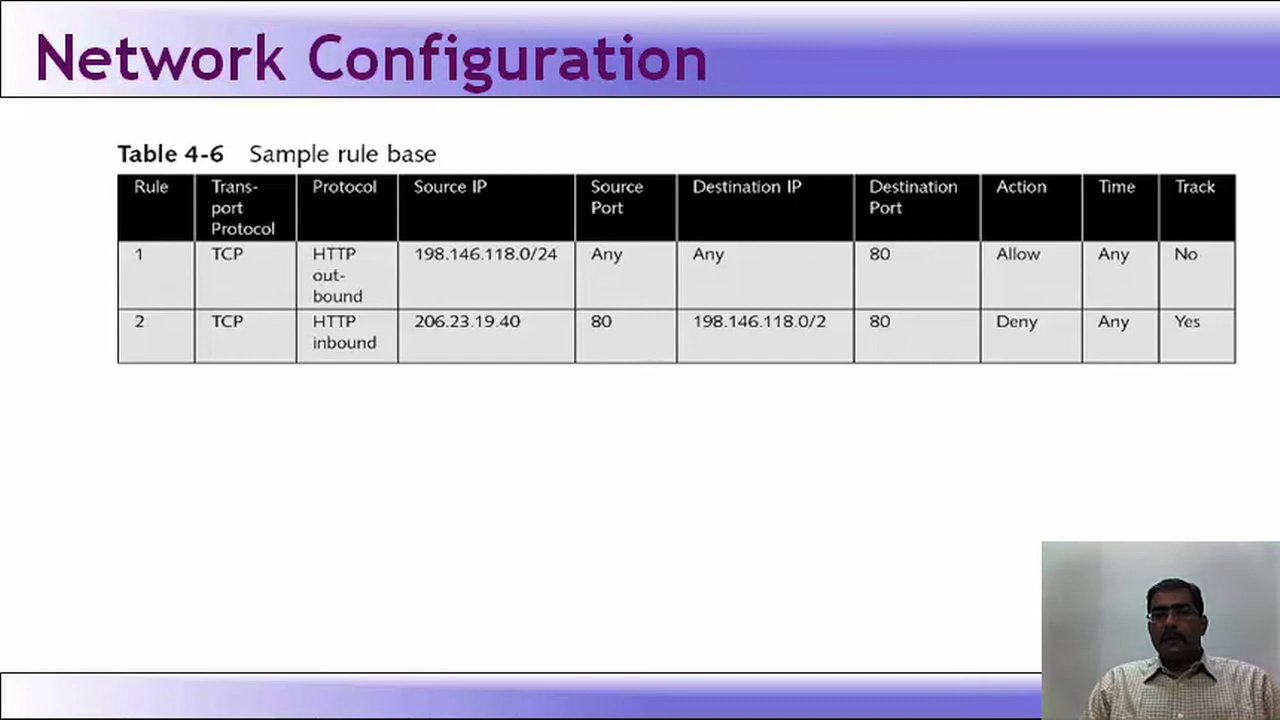 Network Configuration
Table 4-6 Sample rule base
Rule Trans-port Protocol Protocol Source IP Source Port Destination IP Destination Port Action Time Track
1 TCP HTTP out-bound 198.146.118.0/24 Any Any 80 Allow Any No
2 TCP HTTP inbound 206.23.19.40 80 198.146.118.0/2 80 Deny Any Yes